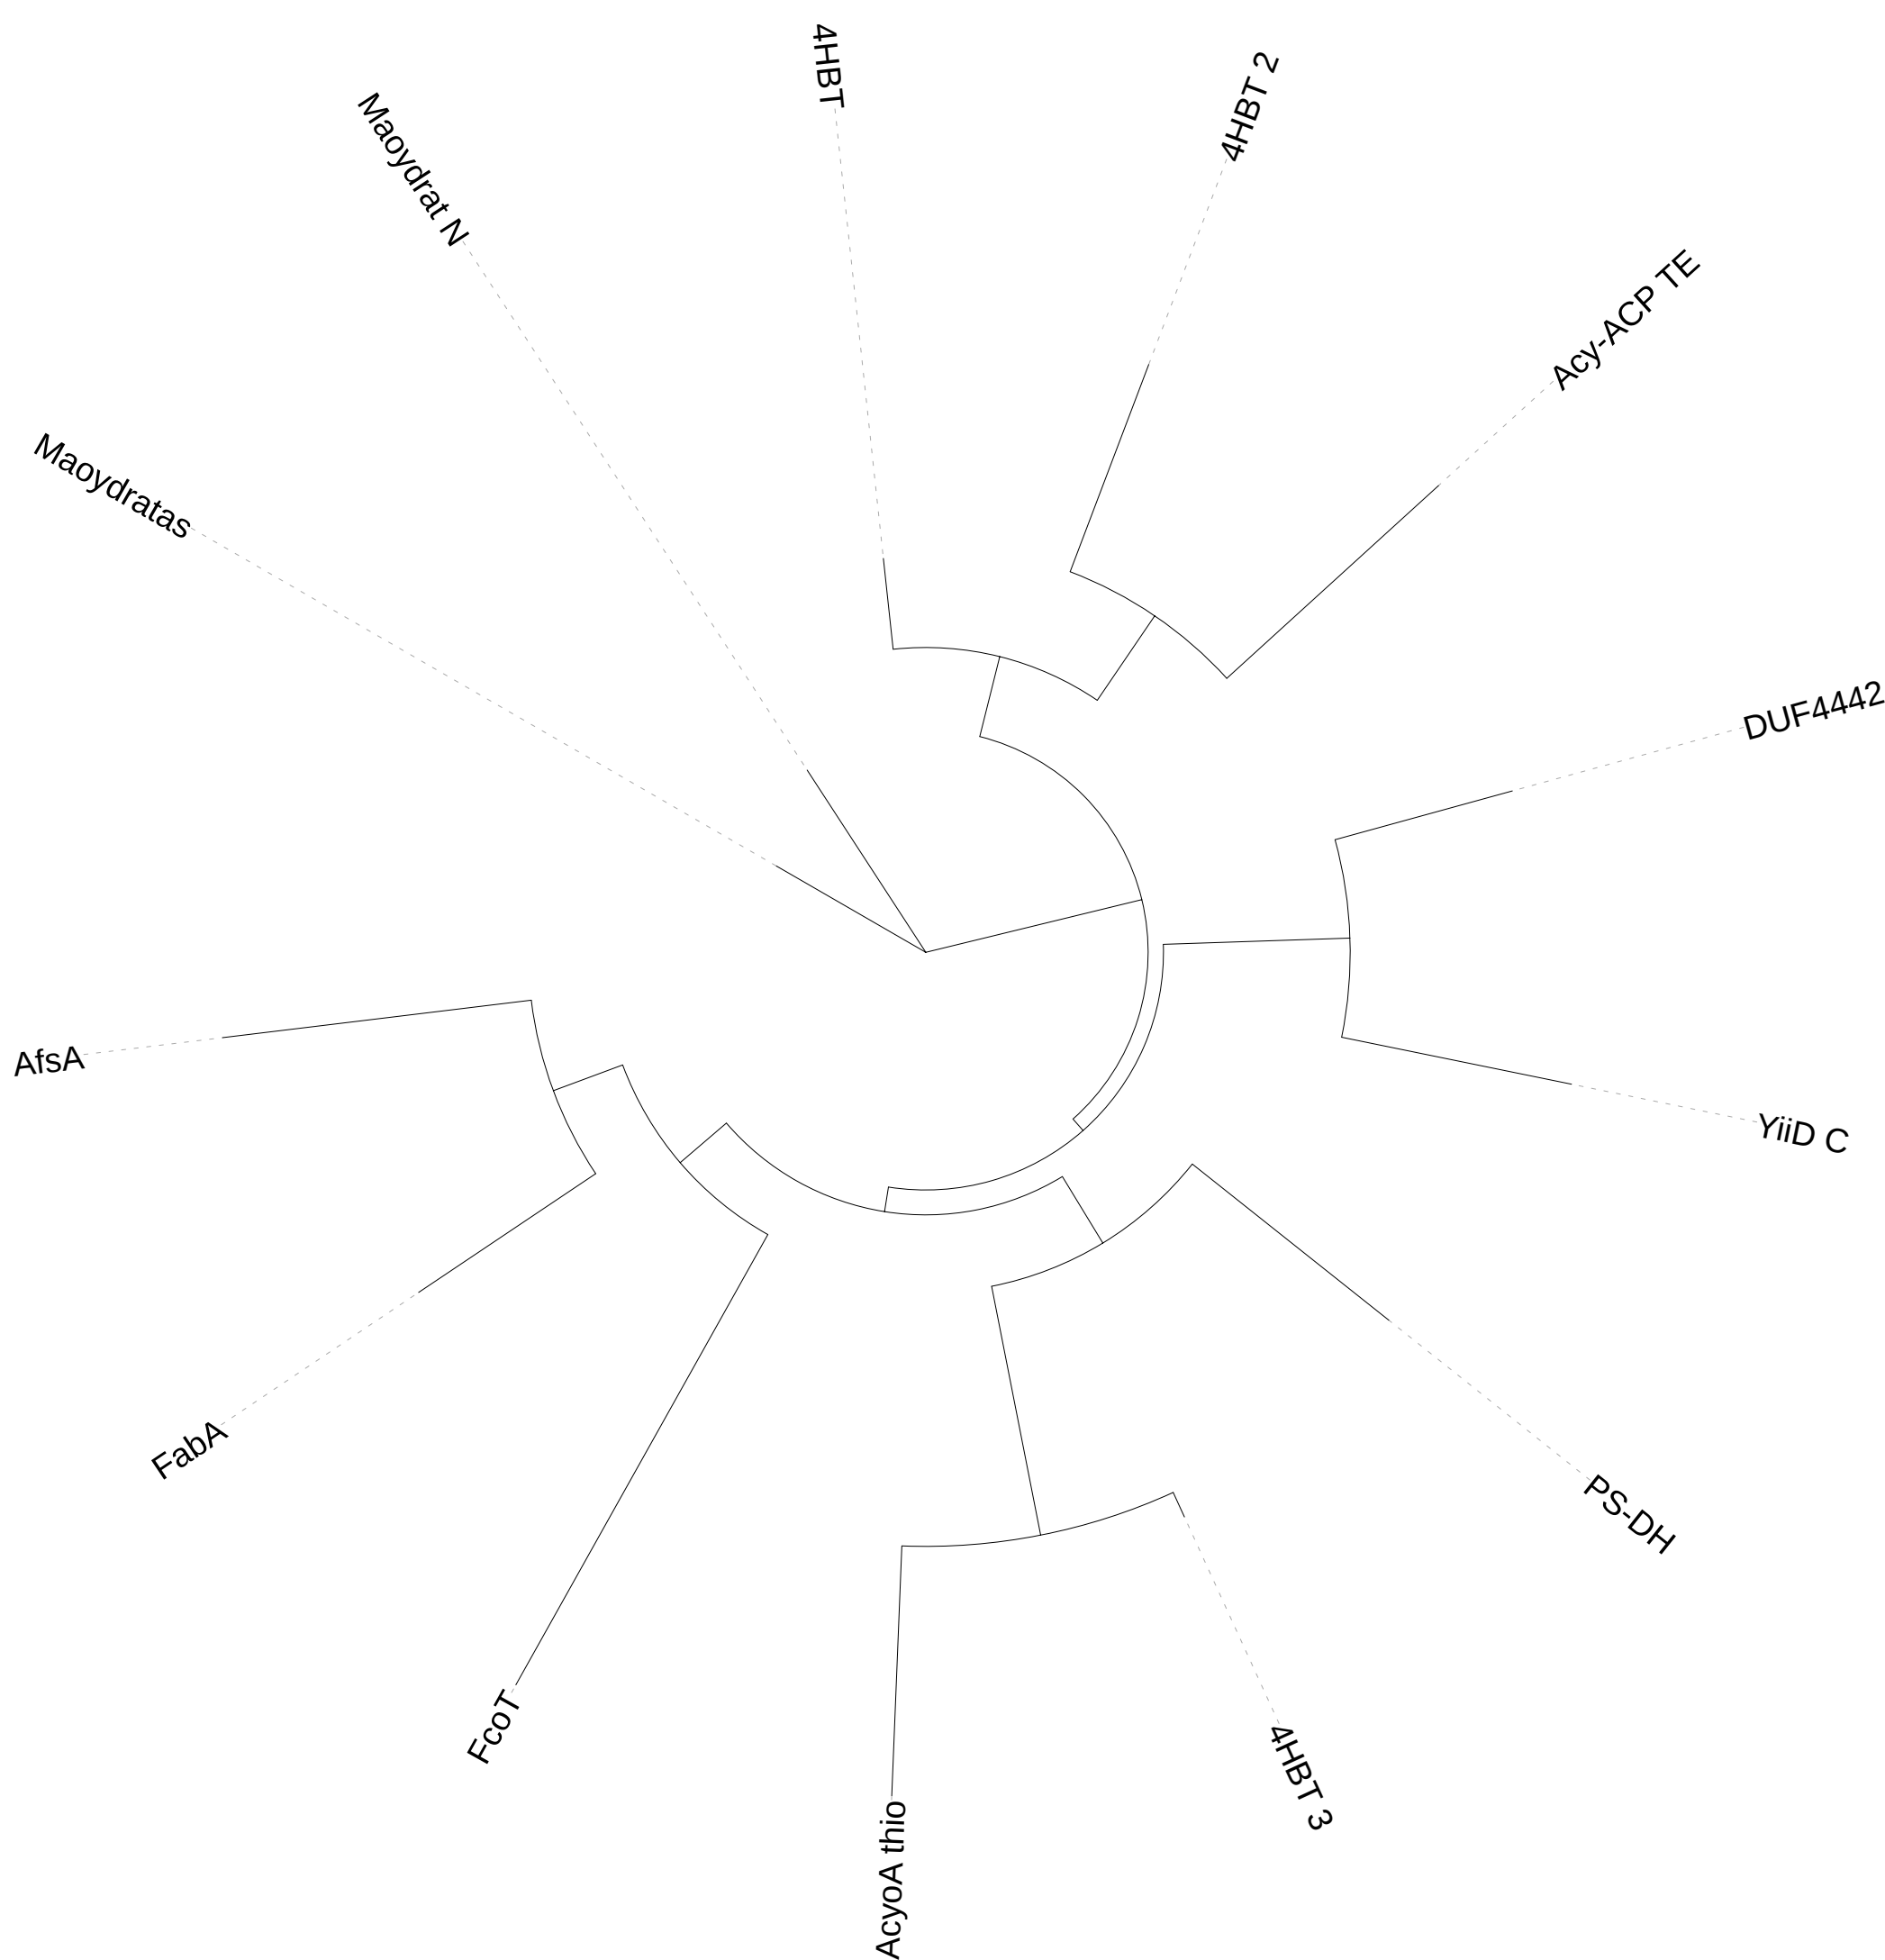 4HBT
4HBT 2
Maoydrat N
Acy-ACP TE
Maoydratas
DUF4442
AfsA
YiiD C
FabA
PS-DH
FcoT
4HBT 3
AcyoA thio